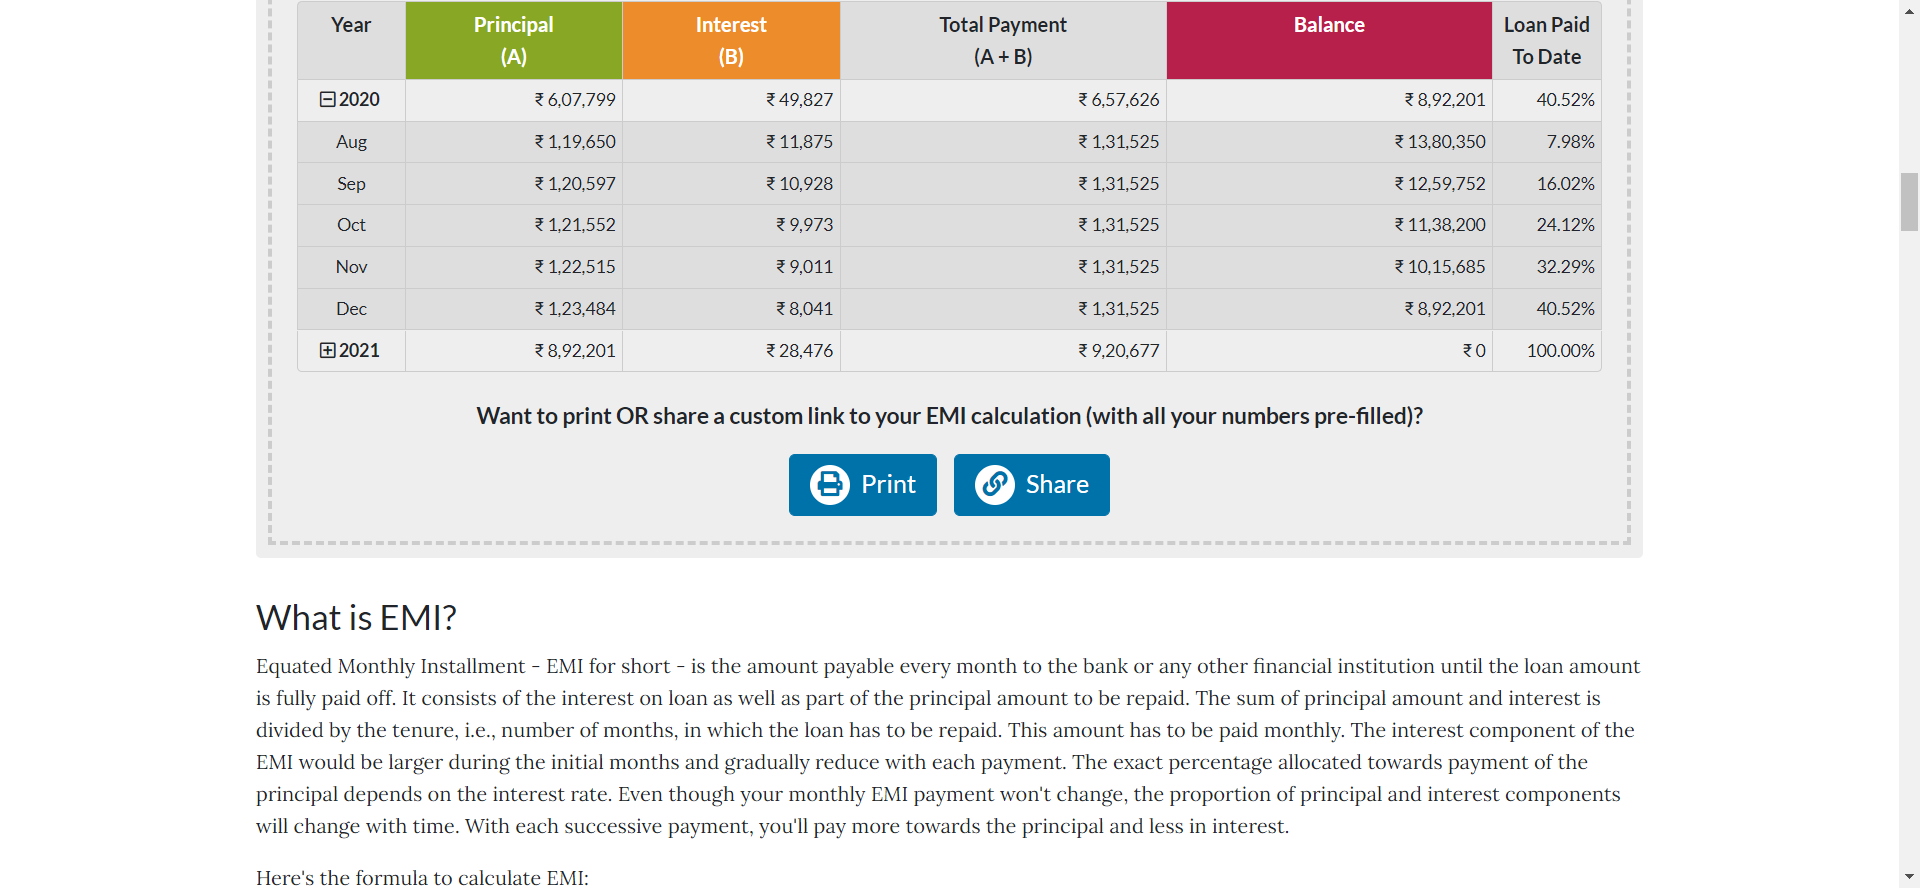 Year Principal Interest Total Payment Balance Loan Paid
(A) (B) (A + B) To Date
2020 ₹ 6,07,799 ₹ 49,827 ₹ 6,57,626 ₹ 8,92,201 40.52%
Aug ₹ 1,19,650 ₹ 11,875 ₹ 1,31,525 ₹ 13,80,350 7.98%
Sep ₹ 1,20,597 ₹ 10,928 ₹ 1,31,525 ₹ 12,59,752 16.02%
Oct ₹ 1,21,552 ₹ 9,973 ₹ 1,31,525 ₹ 11,38,200 24.12%
Nov ₹ 1,22,515 ₹ 9,011 ₹ 1,31,525 ₹ 10,15,685 32.29%
Dec ₹ 1,23,484 ₹ 8,041 ₹ 1,31,525 ₹ 8,92,201 40.52%
2021 ₹ 8,92,201 ₹ 28,476 ₹ 9,20,677 ₹ 0 100.00%
Want to print OR share a custom link to your EMI calculation (with all your numbers pre-filled)?
Print Share
What is EMI?
Equated Monthly Installment - EMI for short - is the amount payable every month to the bank or any other financial institution until the loan amount
is fully paid off. It consists of the interest on loan as well as part of the principal amount to be repaid. The sum of principal amount and interest is
divided by the tenure, i.e., number of months, in which the loan has to be repaid. This amount has to be paid monthly. The interest component of the
EMI would be larger during the initial months and gradually reduce with each payment. The exact percentage allocated towards payment of the
principal depends on the interest rate. Even though your monthly EMI payment won't change, the proportion of principal and interest components
will change with time. With each successive payment, you'll pay more towards the principal and less in interest.
Here's the formula to calculate EMI: